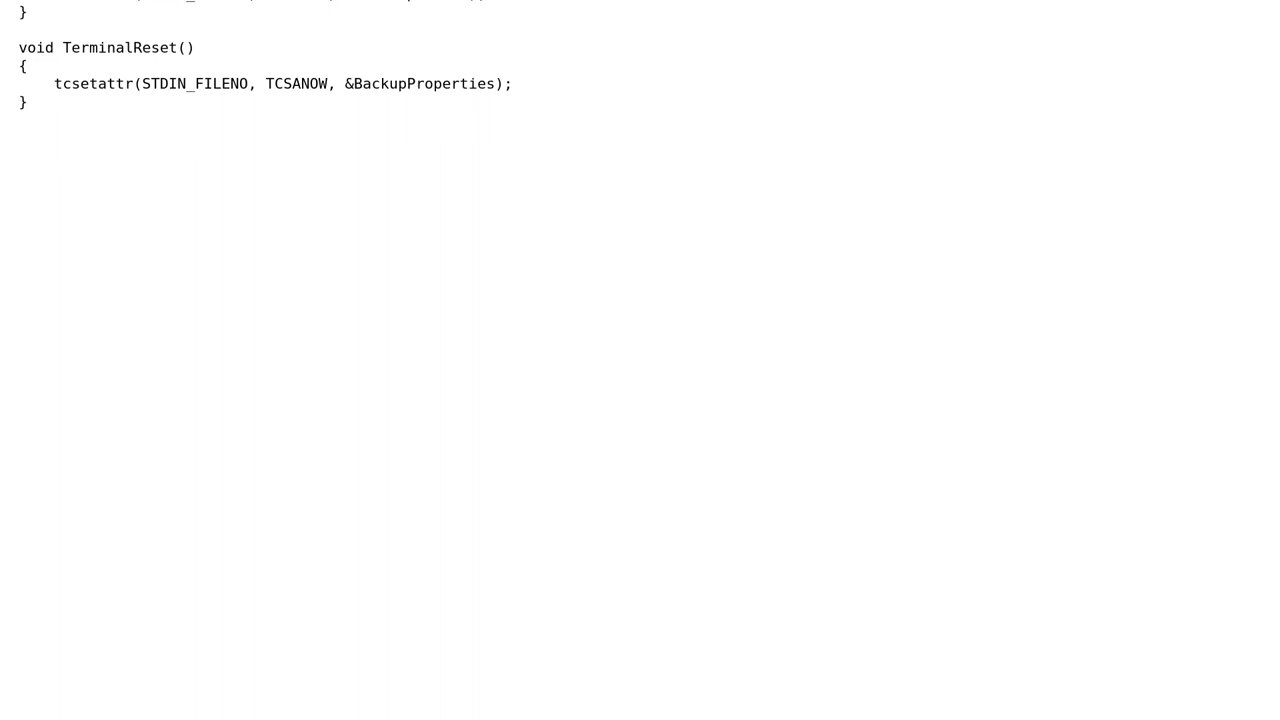 }
void TerminalReset()
{
    tcsetattr(STDIN_FILENO, TCSANOW, &BackupProperties);
}